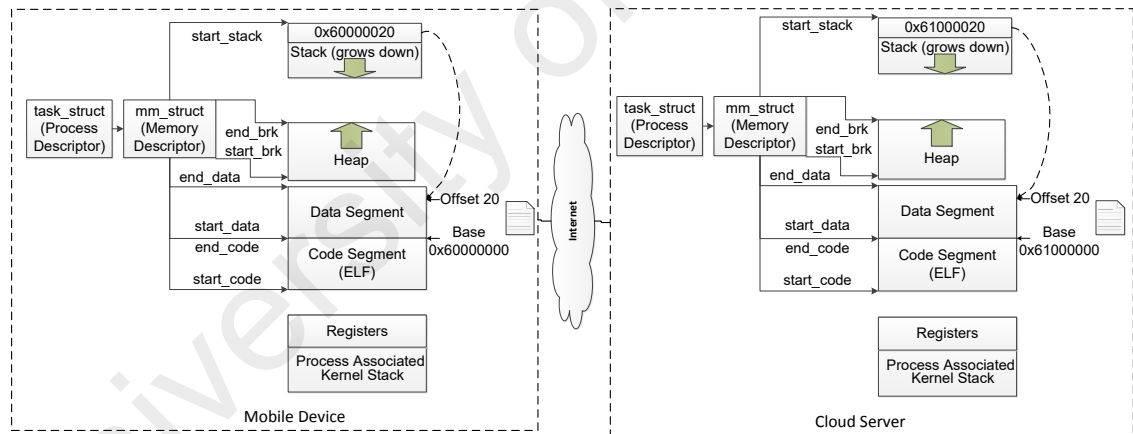 start_stack
0x60000020
Stack (grows down)
task_struct
(Process
Descriptor)
mm_struct
(Memory
Descriptor)
end_brk
start_brk
Heap
end_data
Data Segment
Offset 20
start_data
end_code
Base
0x60000000
Code Segment
(ELF)
start_code
Registers
Process Associated
Kernel Stack
Mobile Device
Internet
start_stack
0x61000020
Stack (grows down)
task_struct
(Process
Descriptor)
mm_struct
(Memory
Descriptor)
end_brk
start_brk
Heap
end_data
Data Segment
Offset 20
start_data
end_code
Base
0x61000000
Code Segment
(ELF)
start_code
Registers
Process Associated
Kernel Stack
Cloud Server
University of